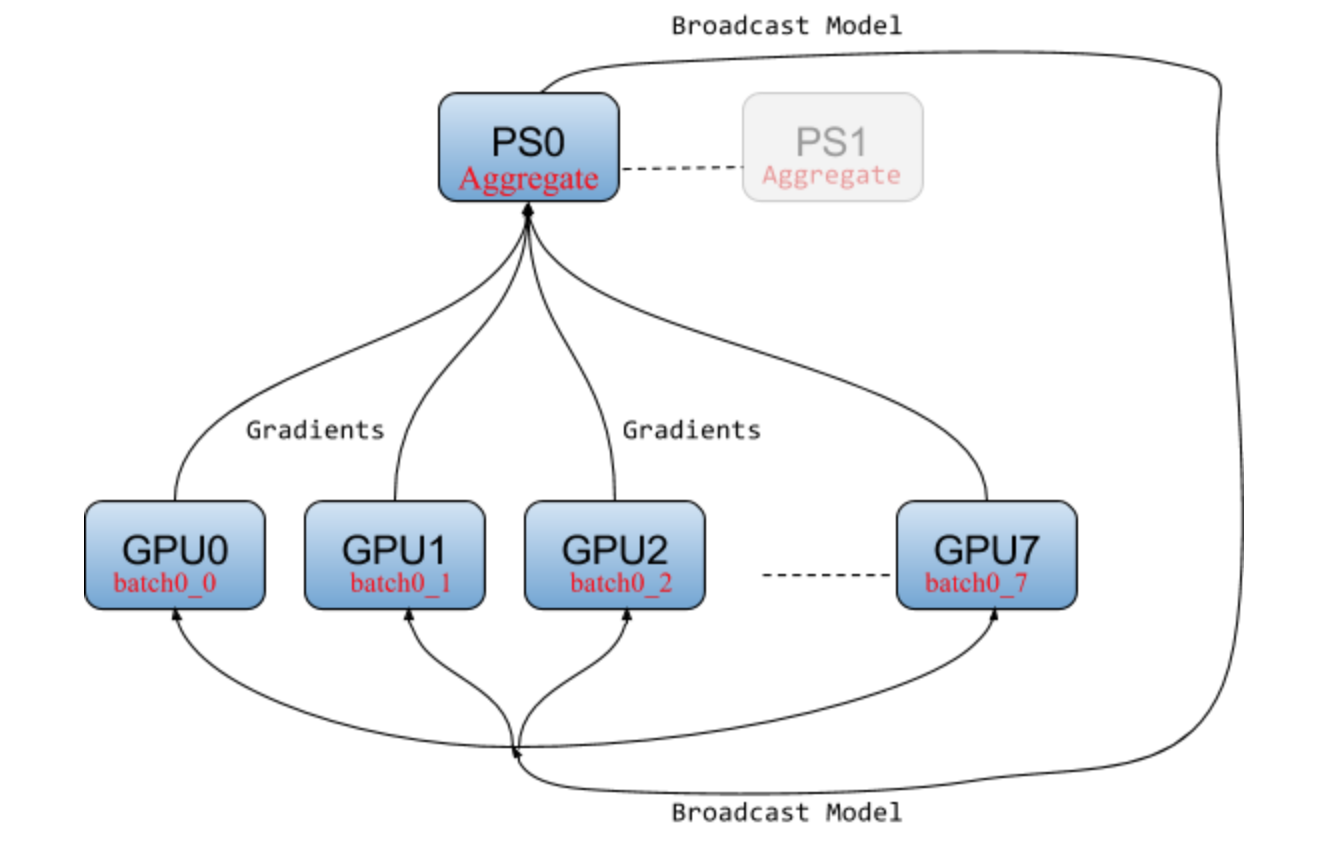 Broadcast Model
PS0
Aggregate
PS1
Aggregate
Gradients
Gradients
GPU0
batch0_0
GPU1
batch0_1
GPU2
batch0_2
GPU7
batch0_7
Broadcast Model